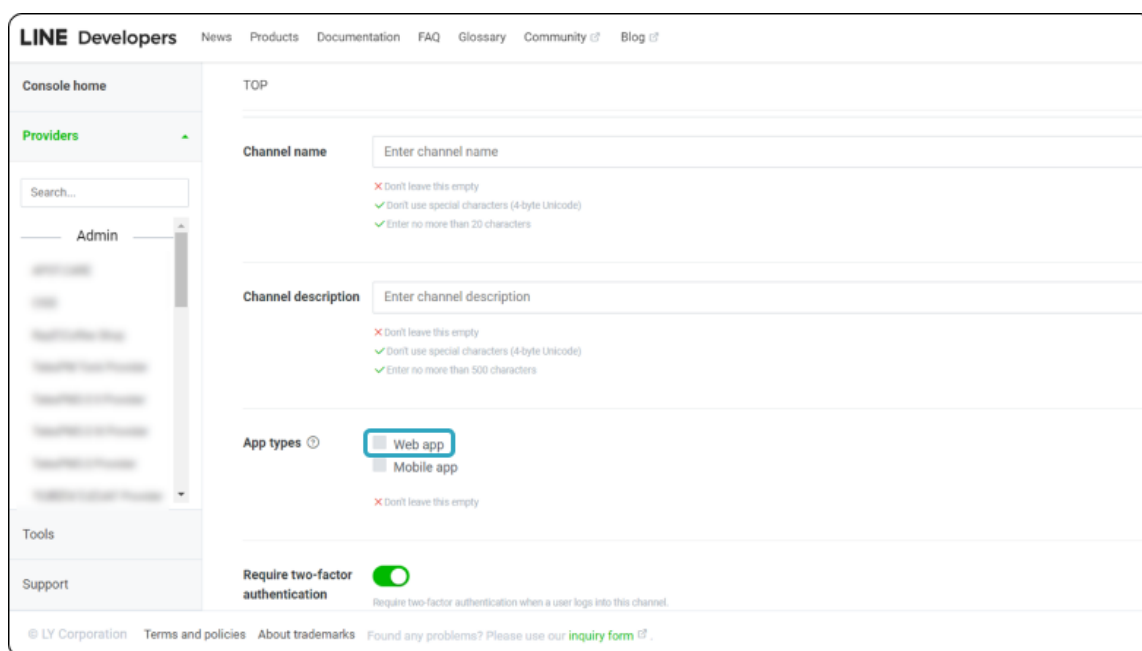 LINE Developers News Products Documentation FAQ Glossary Community Blog
Console home
TOP
Providers
Channel name
Enter channel name
Don't leave this empty
Don't use special characters (4-byte Unicode)
Enter no more than 20 characters
Search...
Admin
Channel description
Enter channel description
Don't leave this empty
Don't use special characters (4-byte Unicode)
Enter no more than 500 characters
App types
Web app
Mobile app
Don't leave this empty
Tools
Support
Require two-factor
authentication
Require two-factor authentication when a user logs into this channel.
© LY Corporation Terms and policies About trademarks Found any problems? Please use our inquiry form .